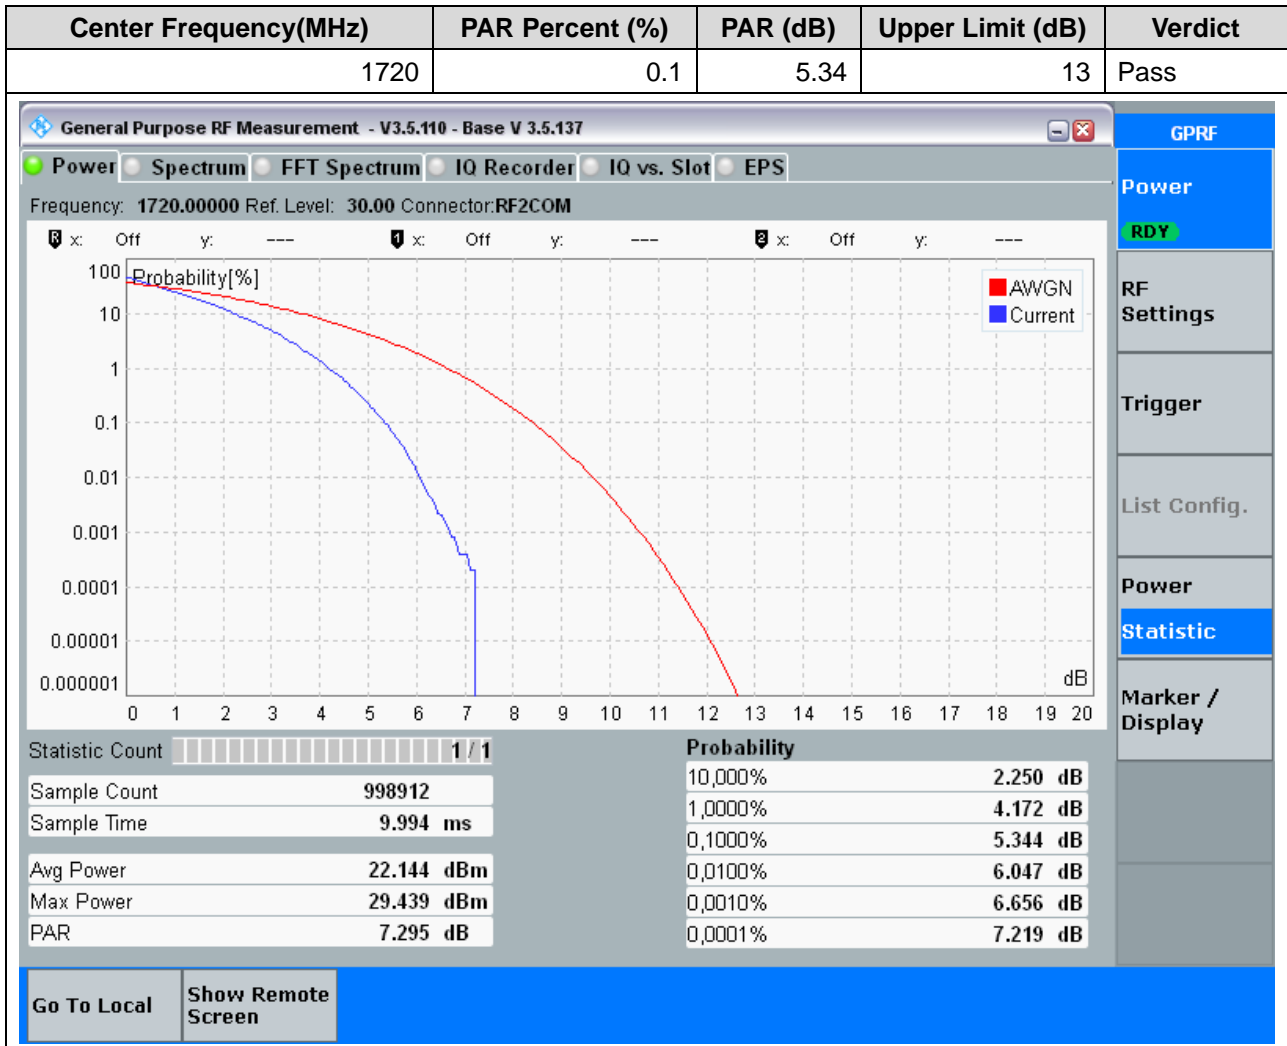 Center Frequency(MHz) PAR Percent (%) PAR (dB) Upper Limit (dB) Verdict
1720 0.1 5.34 13 Pass
General Purpose RF Measurement - V3.5.110 - Base V 3.5.137
GPRF
Power Spectrum FFT Spectrum IQ Recorder IQ vs. Slot EPS
Power
RDY
Frequency: 1720.00000 Ref. Level: 30.00 Connector:RF2COM
R x: Off y: --- 1 x: Off y: --- 2 x: Off y: ---
Probability[%]
AWGN
Current
100
10
1
0.1
0.01
0.001
0.0001
0.00001
0.000001
dB
0 1 2 3 4 5 6 7 8 9 10 11 12 13 14 15 16 17 18 19 20
RF
Settings
Trigger
List Config.
Power
Statistic
Marker /
Display
Statistic Count 1 / 1
Sample Count 998912
Sample Time 9.994 ms
Avg Power 22.144 dBm
Max Power 29.439 dBm
PAR 7.295 dB
Probability
10,000% 2.250 dB
1,0000% 4.172 dB
0,1000% 5.344 dB
0,0100% 6.047 dB
0,0010% 6.656 dB
0,0001% 7.219 dB
Go To Local
Show Remote
Screen